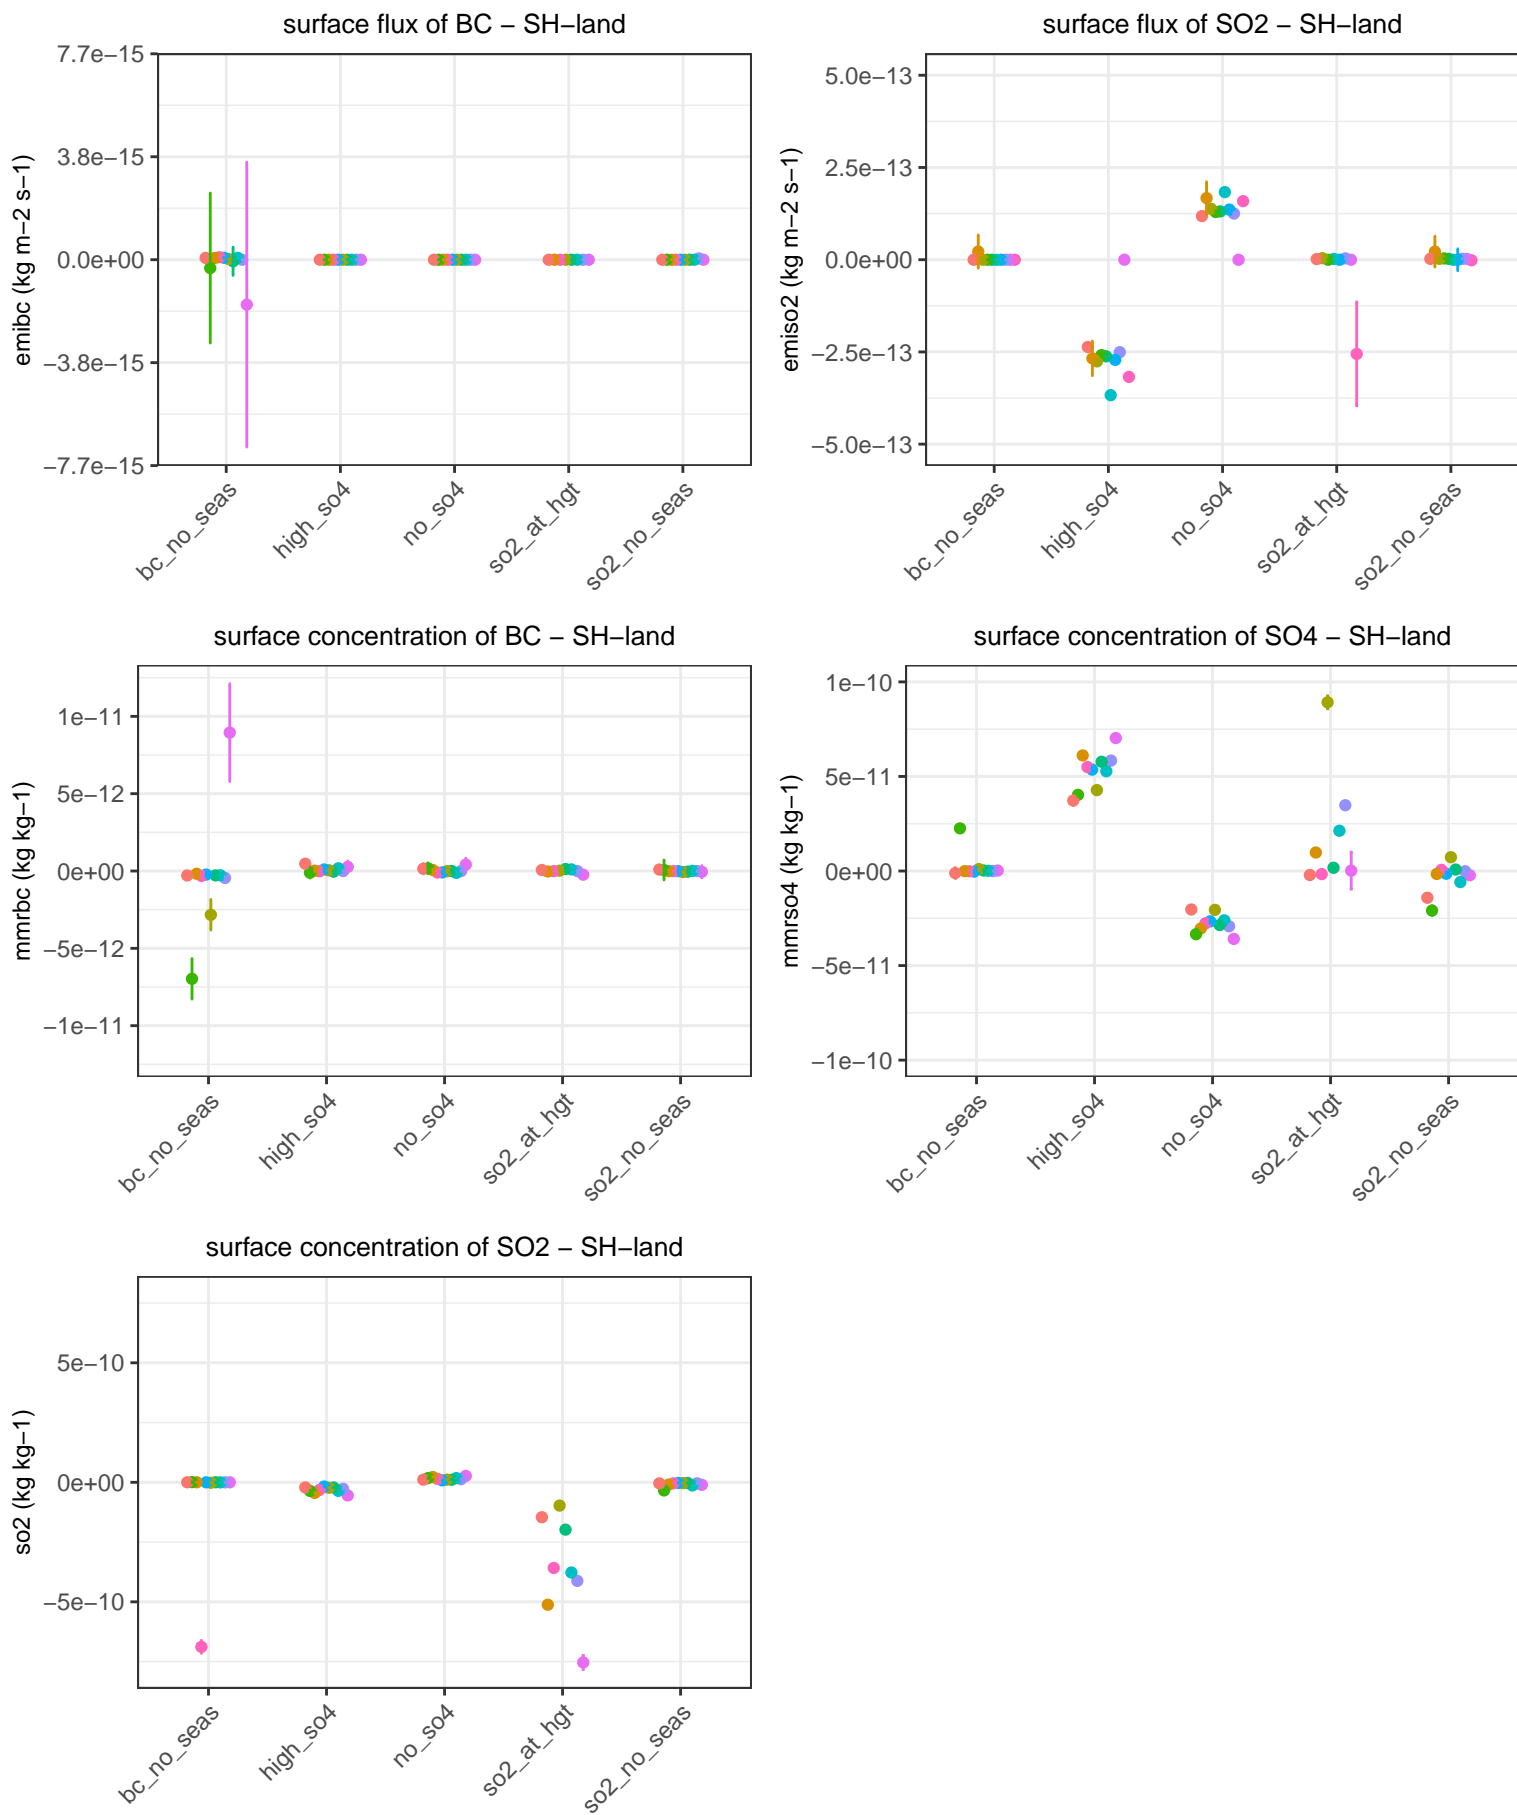 surface flux of BC − SH−land
emibc (kg m−2 s−1)
7.7e−15
3.8e−15
0.0e+00
−3.8e−15
−7.7e−15
bc_no_seas
high_so4
no_so4
so2_at_hgt
so2_no_seas
surface flux of SO2 − SH−land
emiso2 (kg m−2 s−1)
5.0e−13
2.5e−13
0.0e+00
−2.5e−13
−5.0e−13
bc_no_seas
high_so4
no_so4
so2_at_hgt
so2_no_seas
surface concentration of BC − SH−land
mmrbc (kg kg−1)
1e−11
5e−12
0e+00
−5e−12
−1e−11
bc_no_seas
high_so4
no_so4
so2_at_hgt
so2_no_seas
surface concentration of SO4 − SH−land
mmrso4 (kg kg−1)
1e−10
5e−11
0e+00
−5e−11
−1e−10
bc_no_seas
high_so4
no_so4
so2_at_hgt
so2_no_seas
surface concentration of SO2 − SH−land
so2 (kg kg−1)
5e−10
0e+00
−5e−10
bc_no_seas
high_so4
no_so4
so2_at_hgt
so2_no_seas